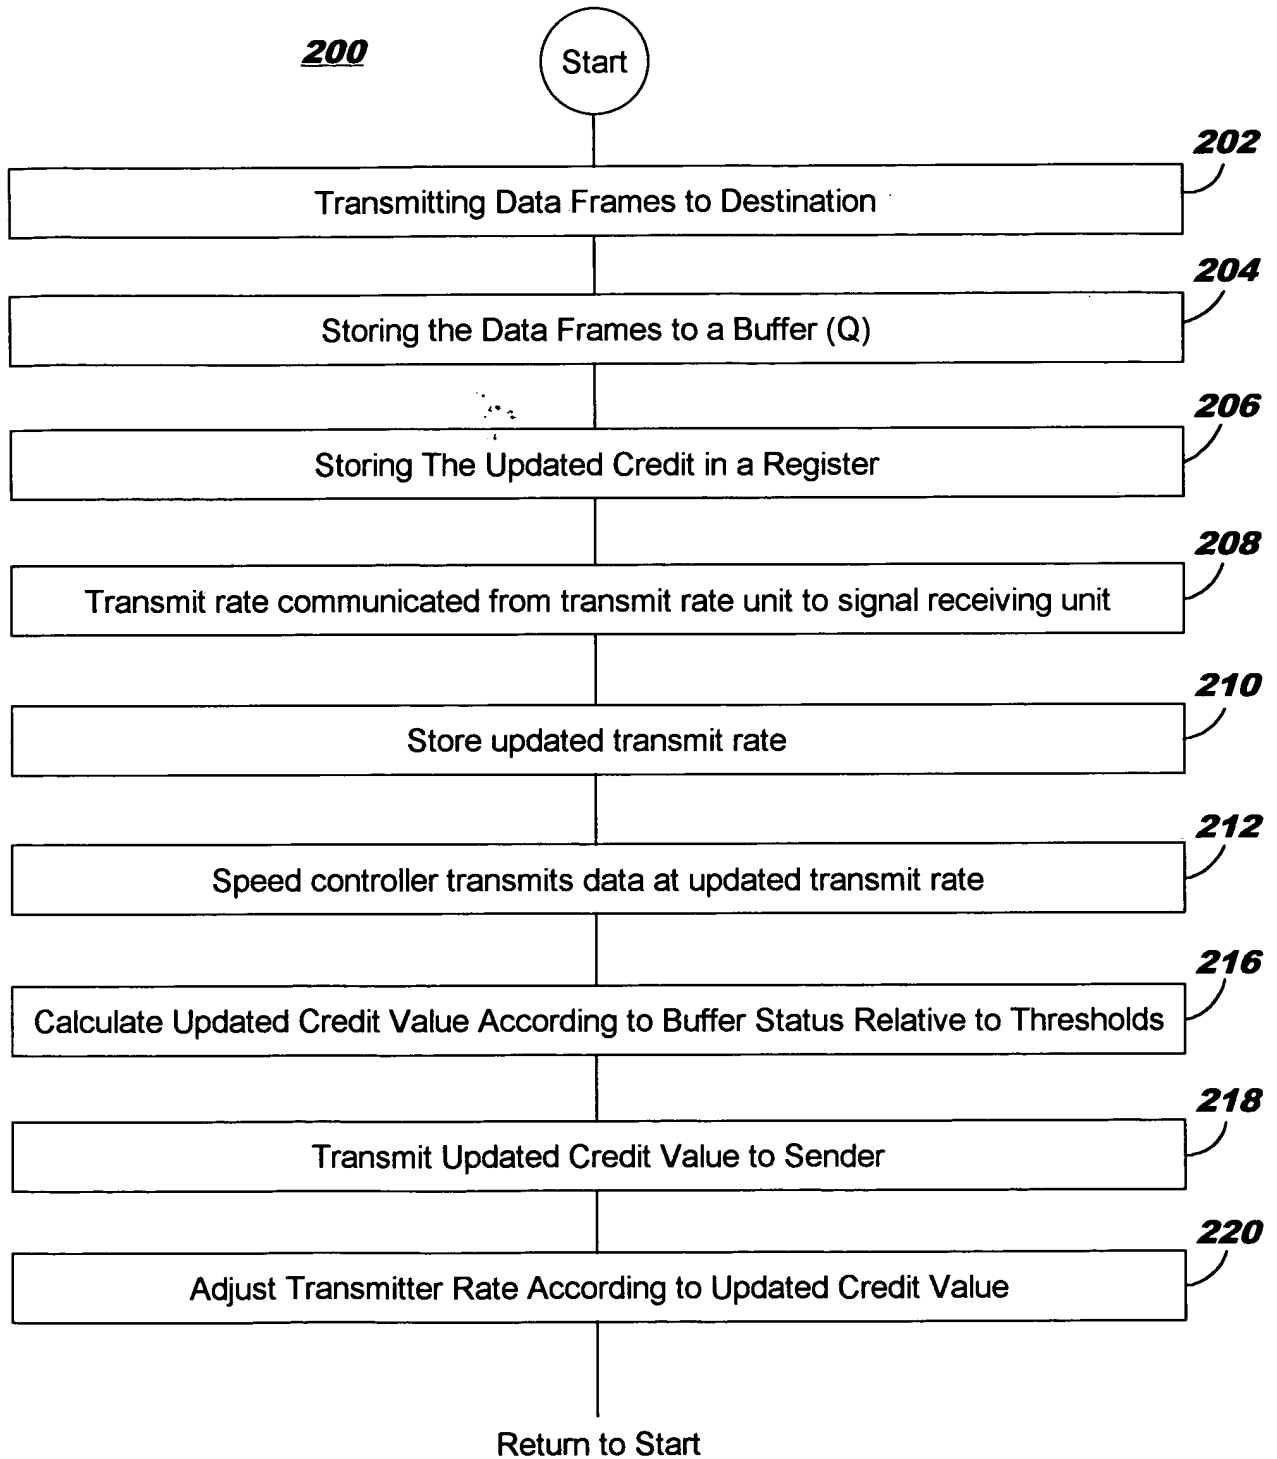 200
Start
202
Transmitting Data Frames to Destination
204
Storing the Data Frames to a Buffer (Q)
206
Storing The Updated Credit in a Register
208
Transmit rate communicated from transmit rate unit to signal receiving unit
210
Store updated transmit rate
212
Speed controller transmits data at updated transmit rate
216
Calculate Updated Credit Value According to Buffer Status Relative to Thresholds
218
Transmit Updated Credit Value to Sender
220
Adjust Transmitter Rate According to Updated Credit Value
Return to Start